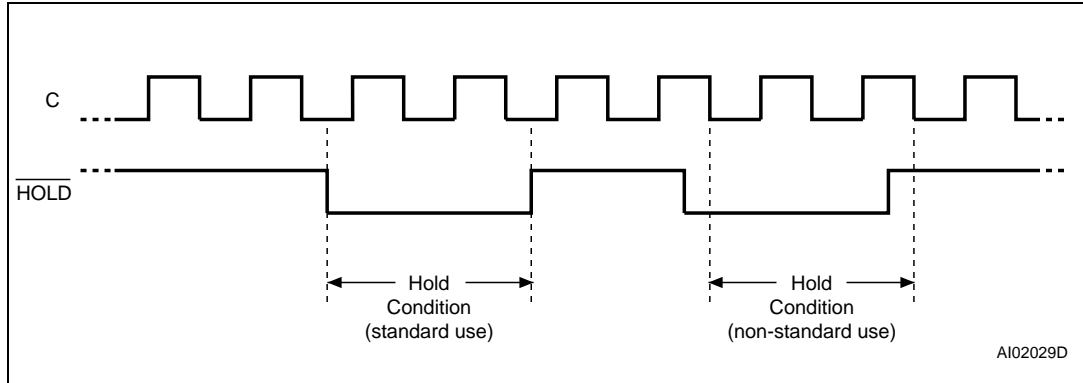 C
HOLD
Hold
Condition
(standard use)
Hold
Condition
(non-standard use)
AI02029D